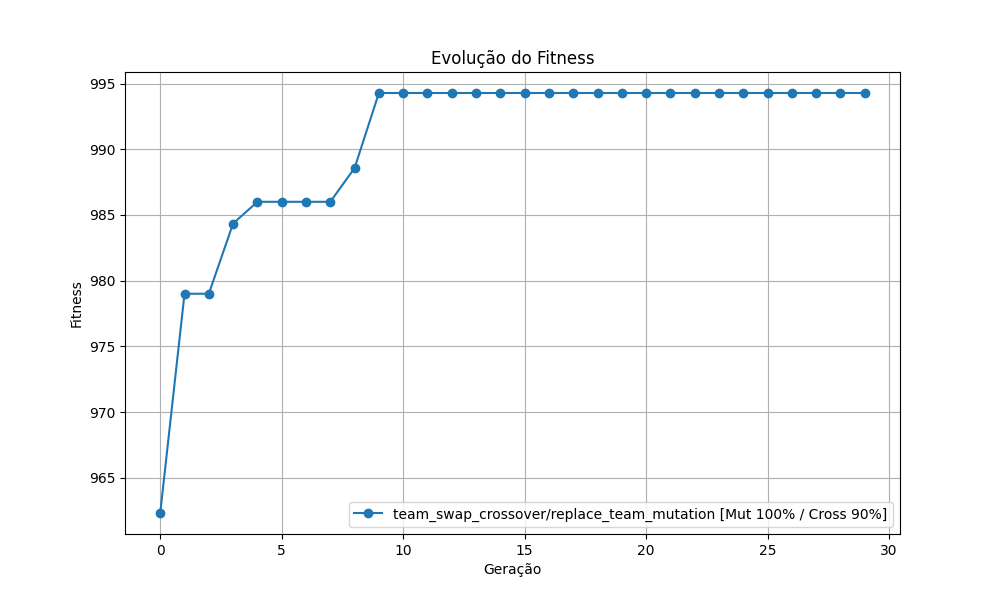 Evolução do Fitness
Fitness
995
990
985
980
975
970
965
team_swap_crossover/replace_team_mutation [Mut 100% / Cross 90%]
0 5 10 15 20 25 30
Geração